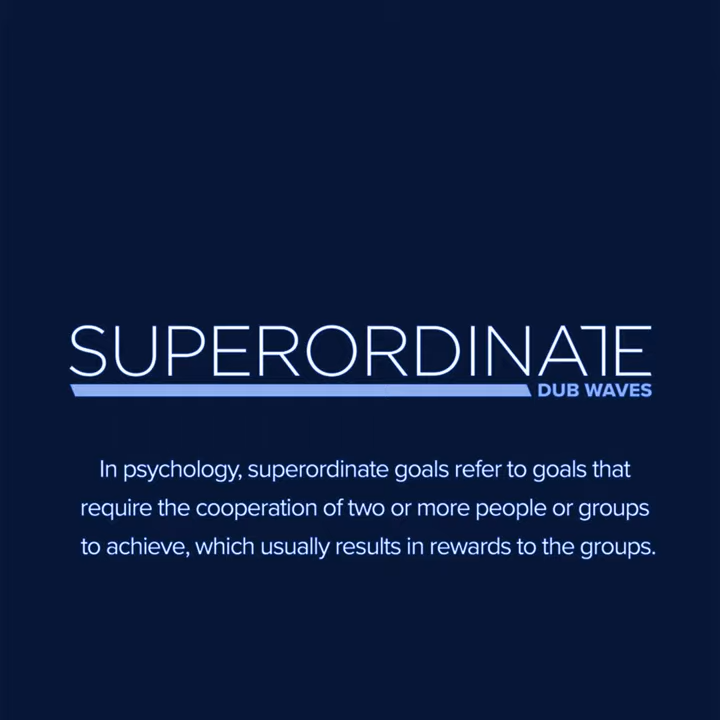 SUPERORDINATE
DUB WAVES
In psychology, superordinate goals refer to goals that
require the cooperation of two or more people or groups
to achieve, which usually results in rewards to the groups.